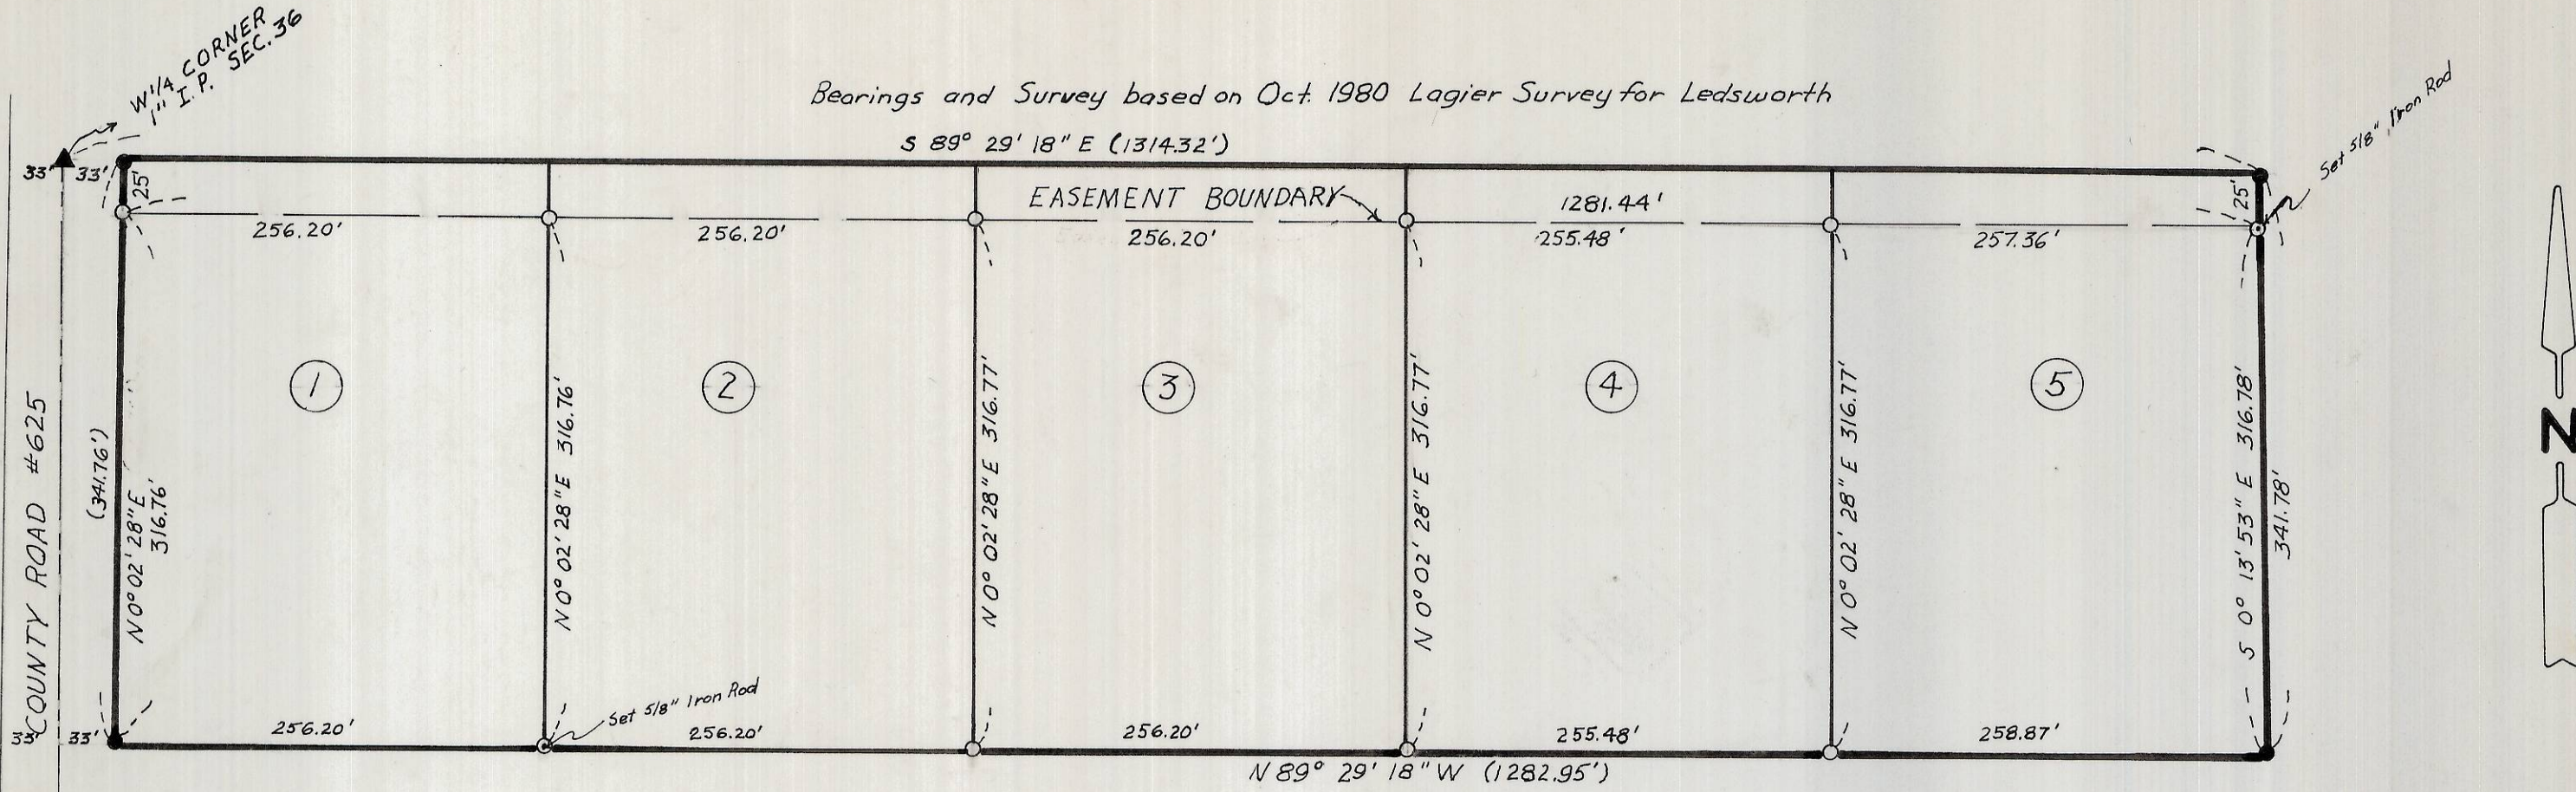 W 1/4 CORNER
1" I.P. SEC. 36
Bearings and Survey based on Oct. 1980 Lagier Survey for Ledsworth
S 89° 29' 18" E (1314.32')
Set 5/8" Iron Rod
33' 33'
25'
25'
EASEMENT BOUNDARY
1281.44'
256.20'
256.20'
256.20'
255.48'
257.36'
1
2
3
4
5
COUNTY ROAD #625
(341.76')
N 0° 02' 28" E
316.76'
N 0° 02' 28" E 316.76'
N 0° 02' 28" E 316.77'
N 0° 02' 28" E 316.77'
N 0° 02' 28" E 316.77'
S 0° 13' 53" E 316.78'
341.78'
N
Set 5/8" Iron Rod
33' 33'
256.20'
256.20'
256.20'
255.48'
258.87'
N 89° 29' 18" W (1282.95')